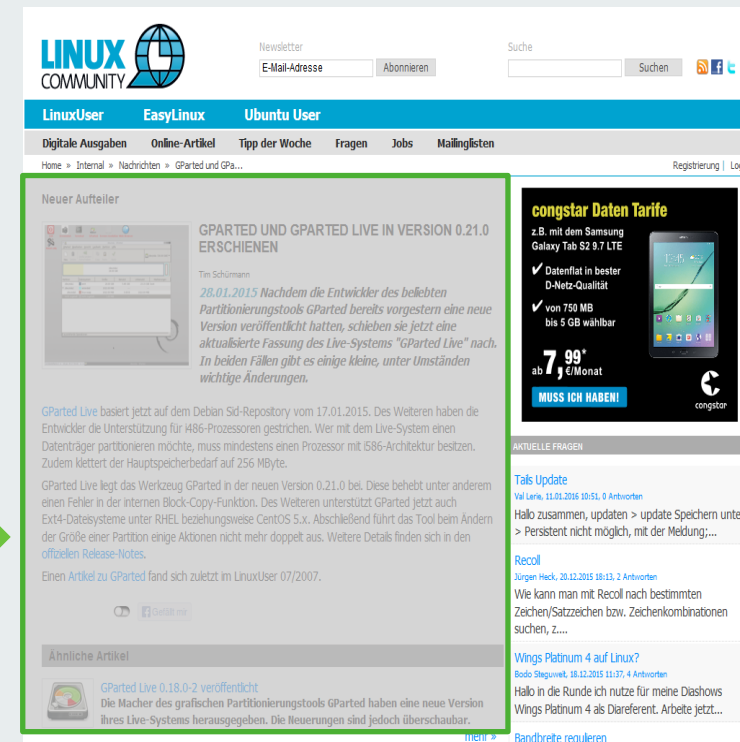 LINUX
COMMUNITY
Newsletter
E-Mail-Adresse
Abonnieren
Suche
Suchen
LinuxUser EasyLinux Ubuntu User
Digitale Ausgaben Online-Artikel Tipp der Woche Fragen Jobs Mailinglisten
Home » Internal » Nachrichten » GParted und GPa...
Registrierung | Lo
Neuer Aufteiler
GPARTED UND GPARTED LIVE IN VERSION 0.21.0
ERSCHIENEN
Tim Schürmann
28.01.2015 Nachdem die Entwickler des beliebten
Partitionierungstools GParted bereits vorgestern eine neue
Version veröffentlicht hatten, schieben sie jetzt eine
aktualisierte Fassung des Live-Systems "GParted Live" nach.
In beiden Fällen gibt es einige kleine, unter Umständen
wichtige Änderungen.
GParted Live basiert jetzt auf dem Debian Sid-Repository vom 17.01.2015. Des Weiteren haben die
Entwickler die Unterstützung für i486-Prozessoren gestrichen. Wer mit dem Live-System einen
Datenträger partitionieren möchte, muss mindestens einen Prozessor mit i586-Architektur besitzen.
Zudem klettert der Hauptspeicherbedarf auf 256 MByte.
GParted Live liegt das Werkzeug GParted in der neuen Version 0.21.0 bei. Diese behebt unter anderem
einen Fehler in der internen Block-Copy-Funktion. Des Weiteren unterstützt GParted jetzt auch
Ext4-Dateisysteme unter RHEL beziehungsweise CentOS 5.x. Abschließend führt das Tool beim Ändern
der Größe einer Partition einige Aktionen nicht mehr doppelt aus. Weitere Details finden sich in den
offiziellen Release-Notes.
Einen Artikel zu GParted fand sich zuletzt im LinuxUser 07/2007.
Gefällt mir
Ähnliche Artikel
GParted Live 0.18.0-2 veröffentlicht
Die Macher des grafischen Partitionierungstools GParted haben eine neue Version
ihres Live-Systems herausgegeben. Die Neuerungen sind jedoch überschaubar.
mehr »
congstar Daten Tarife
z.B. mit dem Samsung
Galaxy Tab S2 9.7 LTE
Datenflat in bester
D-Netz-Qualität
von 750 MB
bis 5 GB wählbar
ab 7,99* €/Monat
MUSS ICH HABEN!
congstar
AKTUELLE FRAGEN
Tails Update
Val Lerie, 11.01.2016 10:51, 0 Antworten
Hallo zusammen, updaten > update Speichern unte
> Persistent nicht möglich, mit der Meldung;...
Recoll
Jürgen Heck, 20.12.2015 18:13, 2 Antworten
Wie kann man mit Recoll nach bestimmten
Zeichen/Satzzeichen bzw. Zeichenkombinationen
suchen, z....
Wings Platinum 4 auf Linux?
Bodo Steguweit, 18.12.2015 11:37, 4 Antworten
Hallo in die Runde ich nutze für meine Diashows
Wings Platinum 4 als Diareferent. Arbeite jetzt...
Bandbreite regulieren